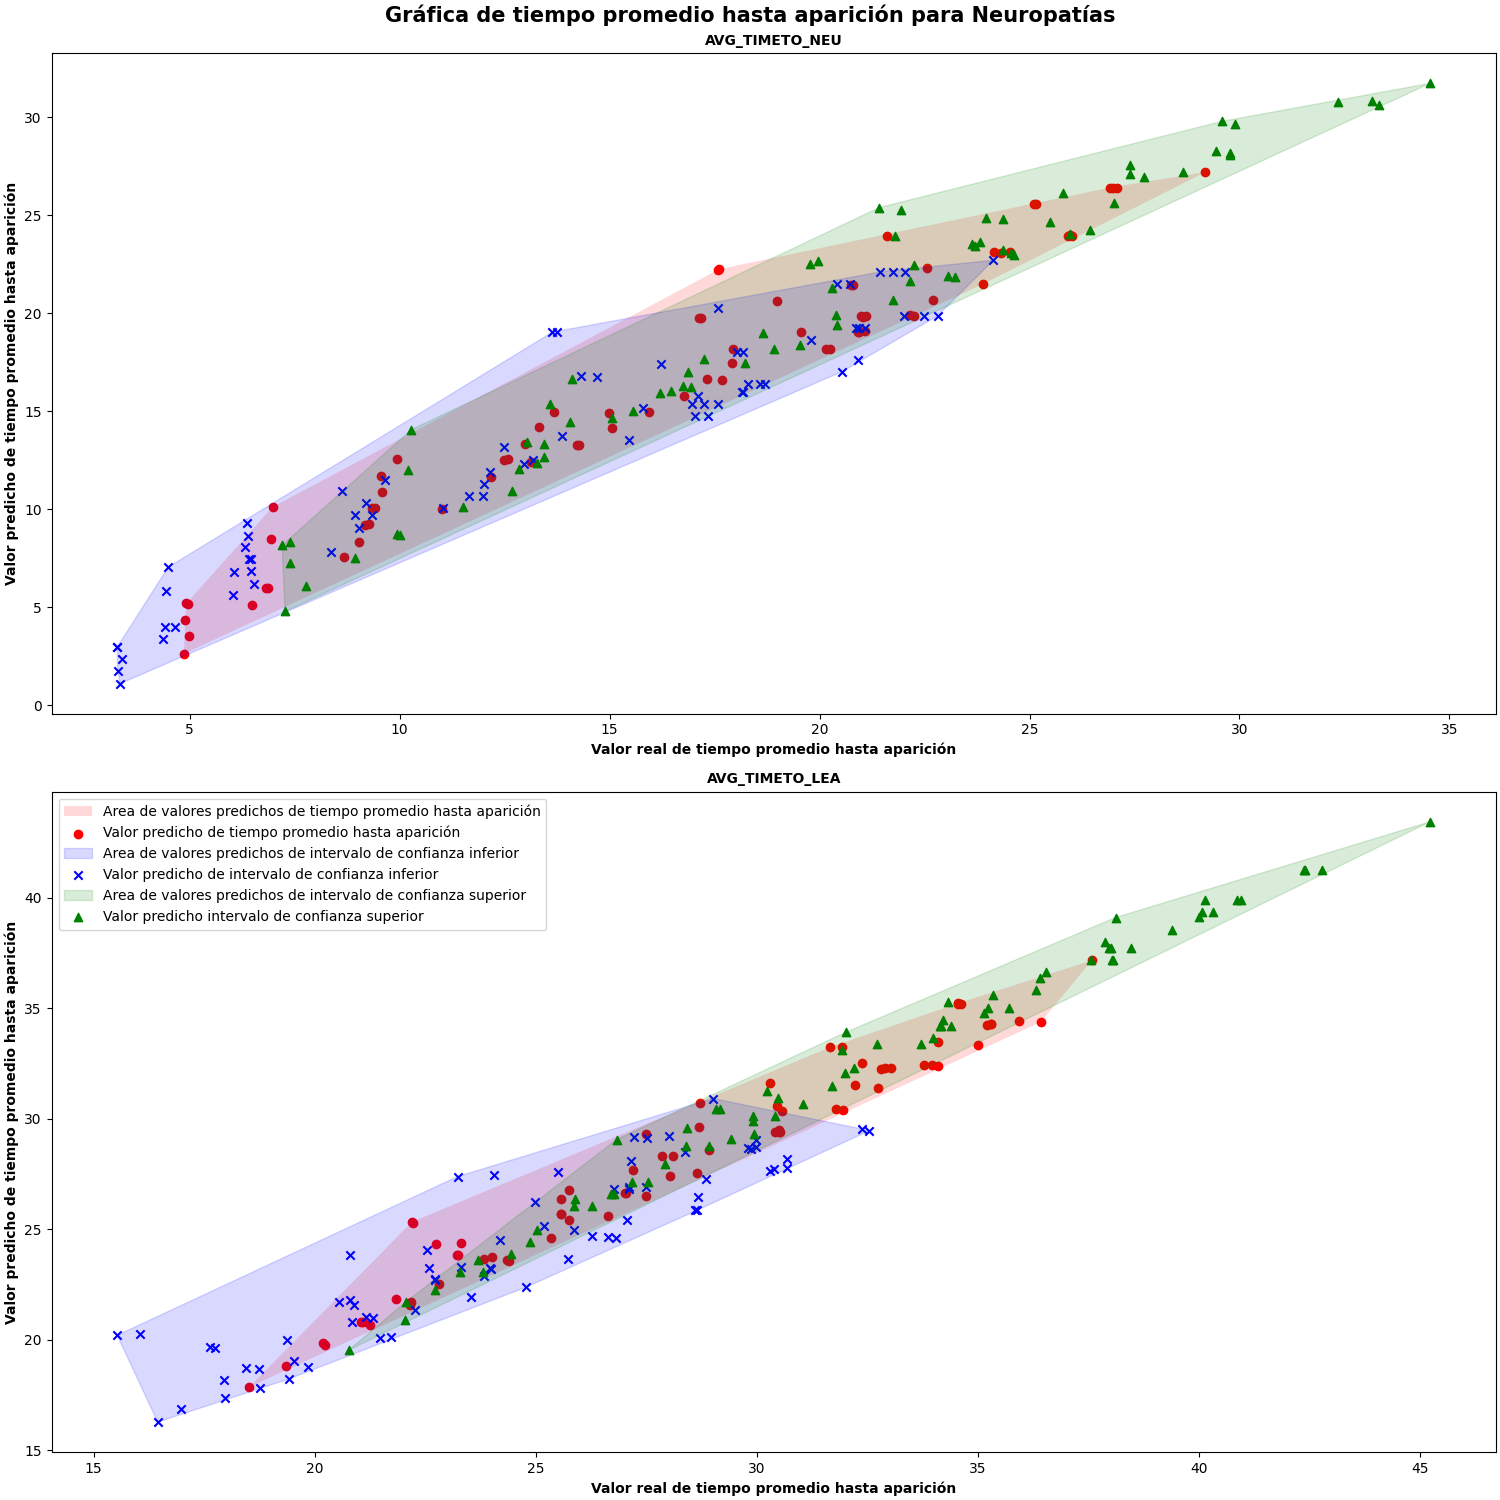 Gráfica de tiempo promedio hasta aparición para Neuropatías
AVG_TIMETO_NEU
Valor predicho de tiempo promedio hasta aparición
30
25
20
15
10
5
0
5 10 15 20 25 30 35
Valor real de tiempo promedio hasta aparición
AVG_TIMETO_LEA
Area de valores predichos de tiempo promedio hasta aparición
Valor predicho de tiempo promedio hasta aparición
Area de valores predichos de intervalo de confianza inferior
Valor predicho de intervalo de confianza inferior
Area de valores predichos de intervalo de confianza superior
Valor predicho intervalo de confianza superior
Valor predicho de tiempo promedio hasta aparición
40
35
30
25
20
15
15 20 25 30 35 40 45
Valor real de tiempo promedio hasta aparición